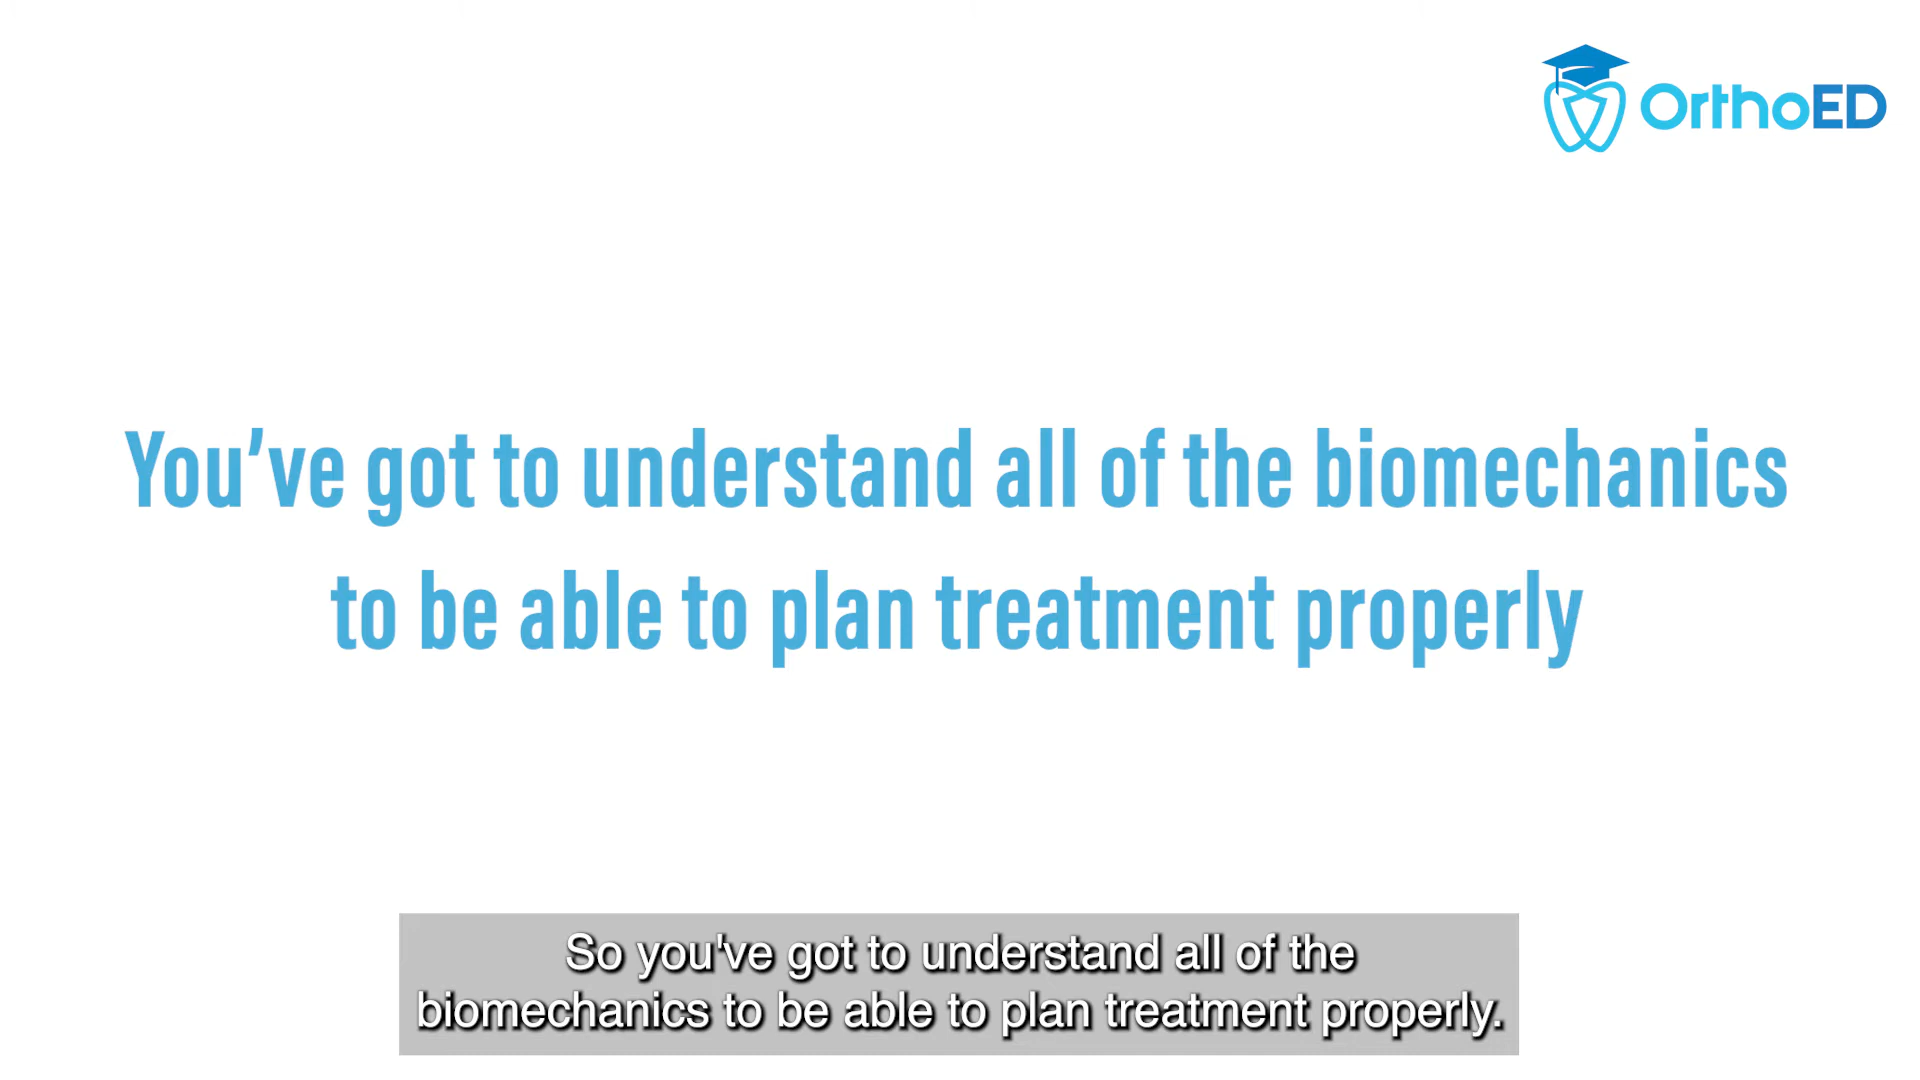 OrthoED
You’ve got to understand all of the biomechanics
to be able to plan treatment properly
So you've got to understand all of the
biomechanics to be able to plan treatment properly.